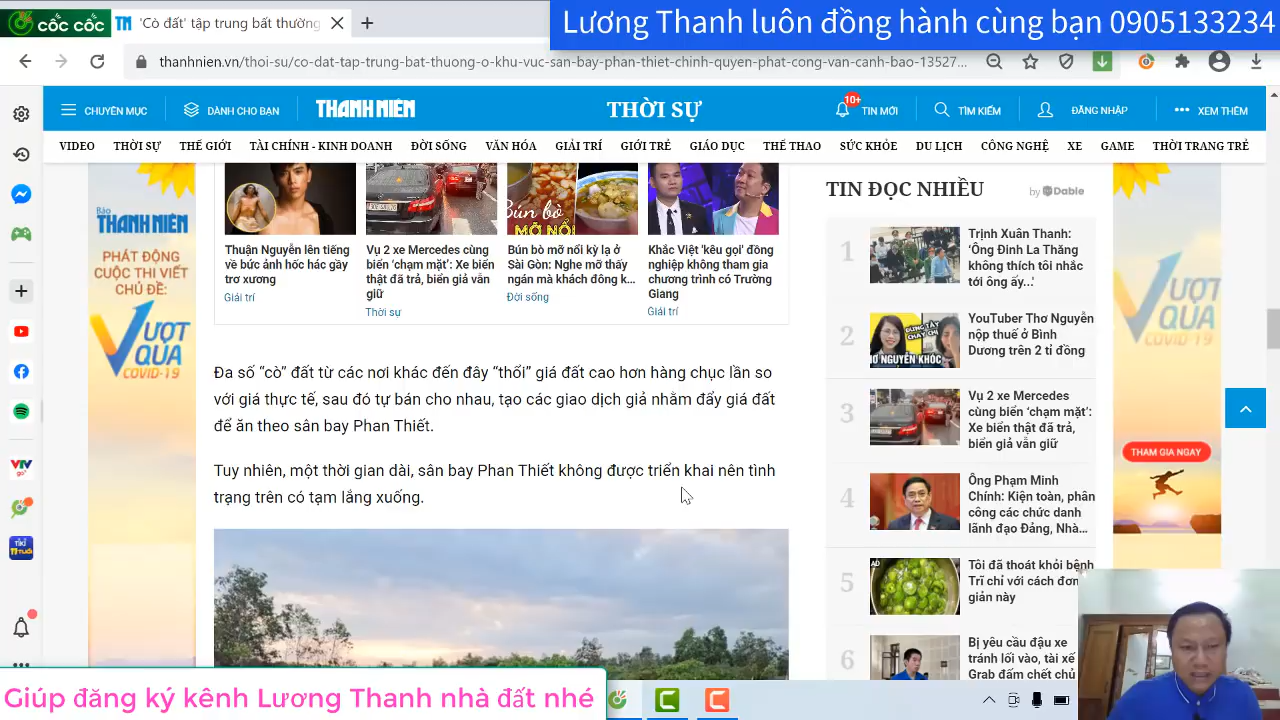 cốc cốc
TN
'Cò đất' tập trung bất thường
Lương Thanh luôn đồng hành cùng bạn 0905133234
thanhnien.vn/thoi-su/co-dat-tap-trung-bat-thuong-o-khu-vuc-san-bay-phan-thiet-chinh-quyen-phat-cong-van-canh-bao-13527...
CHUYÊN MỤC
DÀNH CHO BẠN
THANH NIÊN
THỜI SỰ
10+
TIN MỚI
TÌM KIẾM
ĐĂNG NHẬP
XEM THÊM
VIDEO THỜI SỰ THẾ GIỚI TÀI CHÍNH - KINH DOANH ĐỜI SỐNG VĂN HÓA GIẢI TRÍ GIỚI TRẺ GIÁO DỤC THỂ THAO SỨC KHỎE DU LỊCH CÔNG NGHỆ XE GAME THỜI TRANG TRẺ
Báo
THANH NIÊN
PHÁT ĐỘNG
CUỘC THI VIẾT
CHỦ ĐỀ:
VƯỢT
QUA
COVID-19
Bún bò
MỠ NỔI
Thuận Nguyễn lên tiếng
về bức ảnh hốc hác gầy
trơ xương
Giải trí
Vụ 2 xe Mercedes cùng
biển 'chạm mặt': Xe biển
thật đã trả, biển giả vẫn
giữ
Thời sự
Bún bò mỡ nổi kỳ lạ ở
Sài Gòn: Nghe mỡ thấy
ngán mà khách đông k...
Đời sống
Khắc Việt 'kêu gọi' đồng
nghiệp không tham gia
chương trình có Trường
Giang
Giải trí
Đa số “cò” đất từ các nơi khác đến đây “thổi” giá đất cao hơn hàng chục lần so
với giá thực tế, sau đó tự bán cho nhau, tạo các giao dịch giả nhằm đẩy giá đất
để ăn theo sân bay Phan Thiết.
Tuy nhiên, một thời gian dài, sân bay Phan Thiết không được triển khai nên tình
trạng trên có tạm lắng xuống.
TIN ĐỌC NHIỀU
by Dable
1
Trịnh Xuân Thanh:
'Ông Đinh La Thăng
không thích tôi nhắc
tới ông ấy...'
2
YouTuber Thơ Nguyễn
nộp thuế ở Bình
Dương trên 2 tỉ đồng
3
Vụ 2 xe Mercedes
cùng biển 'chạm mặt':
Xe biển thật đã trả,
biển giả vẫn giữ
4
Ông Phạm Minh
Chính: Kiện toàn, phân
công các chức danh
lãnh đạo Đảng, Nhà...
5
AD
Tôi đã thoát khỏi bệnh
Trĩ chỉ với cách đơn
giản này
6
Bị yêu cầu đậu xe
tránh lối vào, tài xế
Grab đấm chết chủ
VƯỢT
QUA
COVID-19
THAM GIA NGAY
VTV
go
TIKI
11 TUỔI
Giúp đăng ký kênh Lương Thanh nhà đất nhé